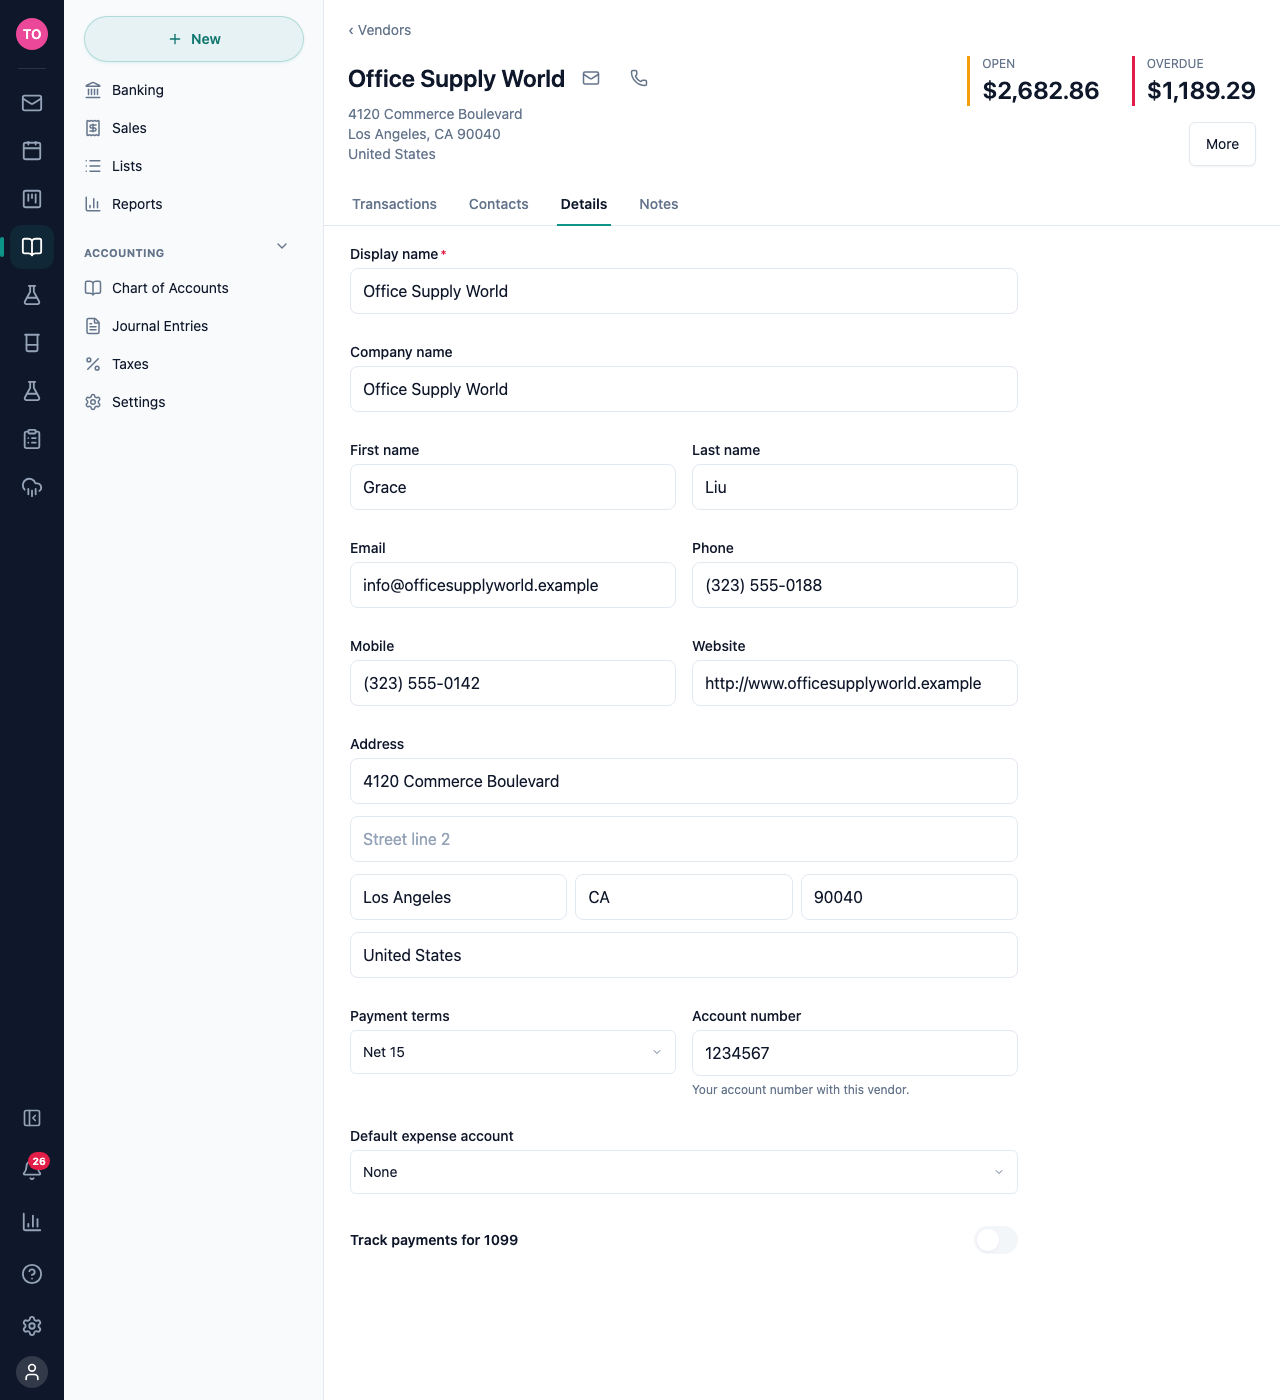 TO
26
New
Banking
Sales
Lists
Reports
ACCOUNTING
Chart of Accounts
Journal Entries
Taxes
Settings
‹ Vendors
Office Supply World
4120 Commerce Boulevard
Los Angeles, CA 90040
United States
OPEN
$2,682.86
OVERDUE
$1,189.29
More
Transactions
Contacts
Details
Notes
Display name*
Office Supply World
Company name
Office Supply World
First name
Grace
Last name
Liu
Email
info@officesupplyworld.example
Phone
(323) 555-0188
Mobile
(323) 555-0142
Website
http://www.officesupplyworld.example
Address
4120 Commerce Boulevard
Street line 2
Los Angeles
CA
90040
United States
Payment terms
Net 15
Account number
1234567
Your account number with this vendor.
Default expense account
None
Track payments for 1099